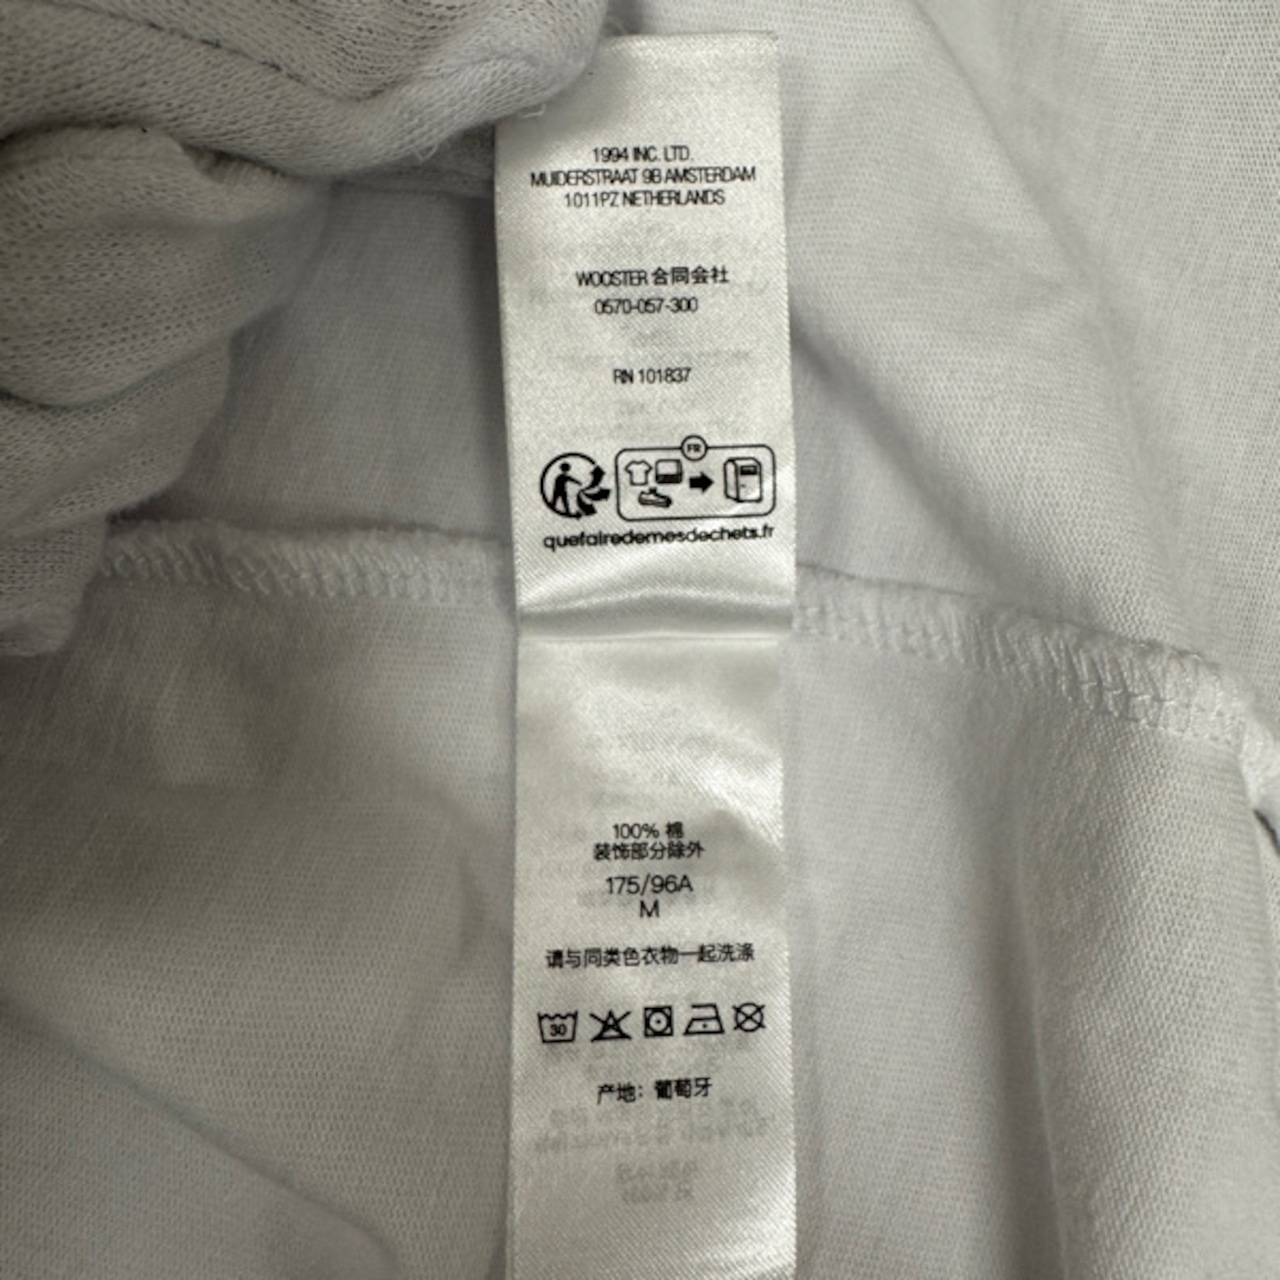 1994 INC. LTD.
MUIDERSTRAAT 9B AMSTERDAM
1011PZ NETHERLANDS
WOOSTER 合同会社
0570-057-300
RN 101837
FR
quefairedemesdechets.fr
100% 棉
装饰部分除外
175/96A
M
请与同类色衣物一起洗涤
30
产地：葡萄牙